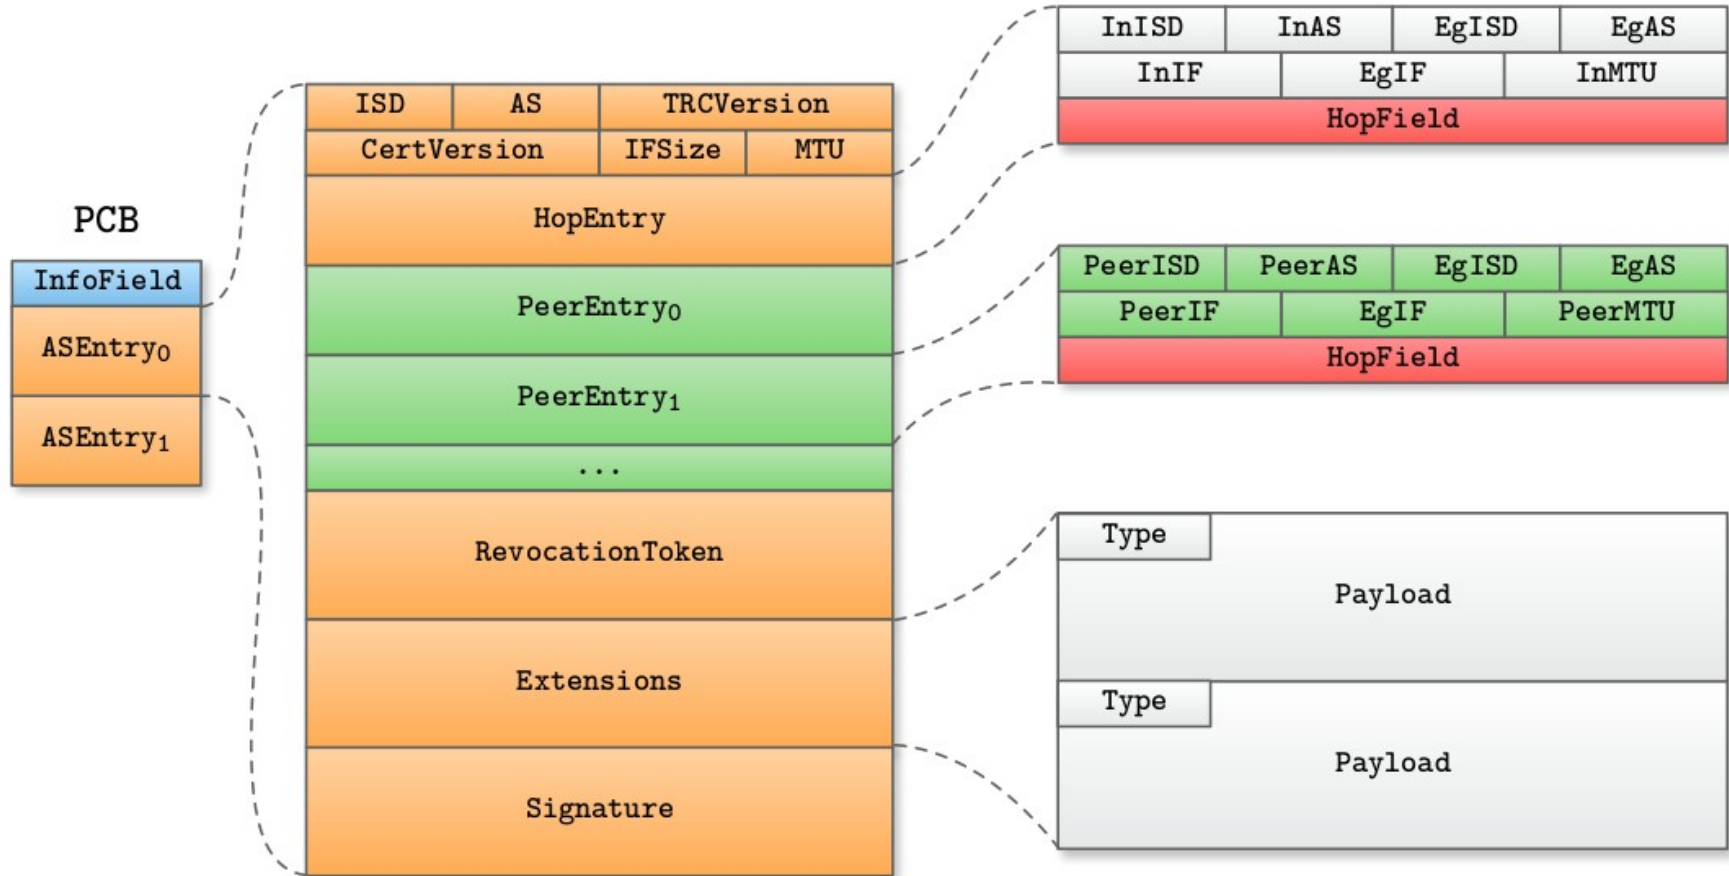 PCB
InfoField
ASEntry₀
ASEntry₁
ISD AS TRCVersion
CertVersion IFSize MTU
HopEntry
PeerEntry₀
PeerEntry₁
...
RevocationToken
Extensions
Signature
InISD InAS EgISD EgAS
InIF EgIF InMTU
HopField
PeerISD PeerAS EgISD EgAS
PeerIF EgIF PeerMTU
HopField
Type
Payload
Type
Payload